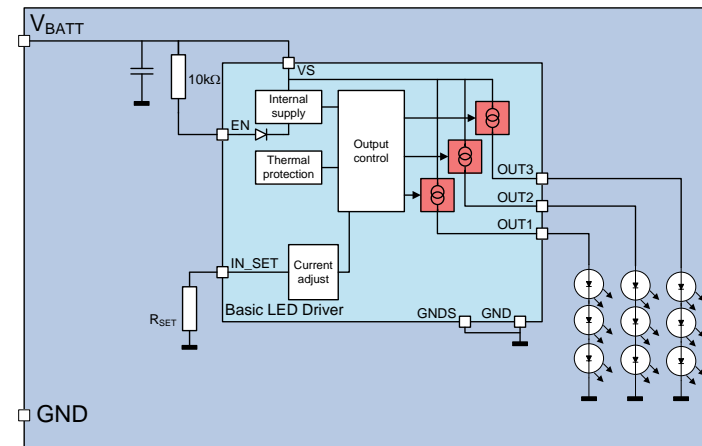 VBATT
10kΩ
VS
Internal
supply
EN
Output
control
Thermal
protection
OUT3
OUT2
OUT1
IN_SET
Current
adjust
RSET
Basic LED Driver
GNDS
GND
GND